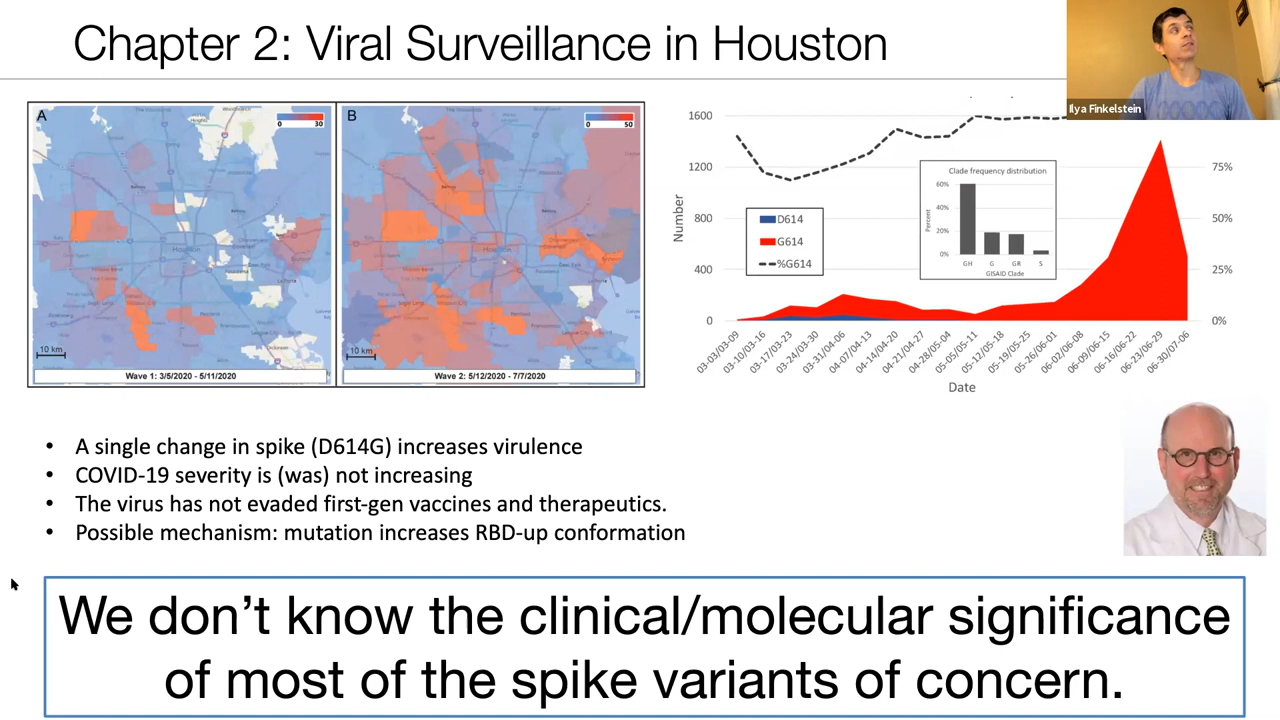 Chapter 2: Viral Surveillance in Houston
Ilya Finkelstein
A
0 30
10 km
Wave 1: 3/5/2020 - 5/11/2020
B
0 50
Houston
10 km
Wave 2: 5/12/2020 - 7/7/2020
1600
1200
800
400
0
Number
75%
50%
25%
0%
D614
G614
%G614
Clade frequency distribution
60%
40%
20%
0%
Percent
GH G GR S
GISAID Clade
03-03/03-09
03-10/03-16
03-17/03-23
03-24/03-30
03-31/04-06
04-07/04-13
04-14/04-20
04-21/04-27
04-28/05-04
05-05/05-11
05-12/05-18
05-19/05-25
05-26/06-01
06-02/06-08
06-09/06-15
06-16/06-22
06-23/06-29
06-30/07-06
Date
• A single change in spike (D614G) increases virulence
• COVID-19 severity is (was) not increasing
• The virus has not evaded first-gen vaccines and therapeutics.
• Possible mechanism: mutation increases RBD-up conformation
We don’t know the clinical/molecular significance
of most of the spike variants of concern.